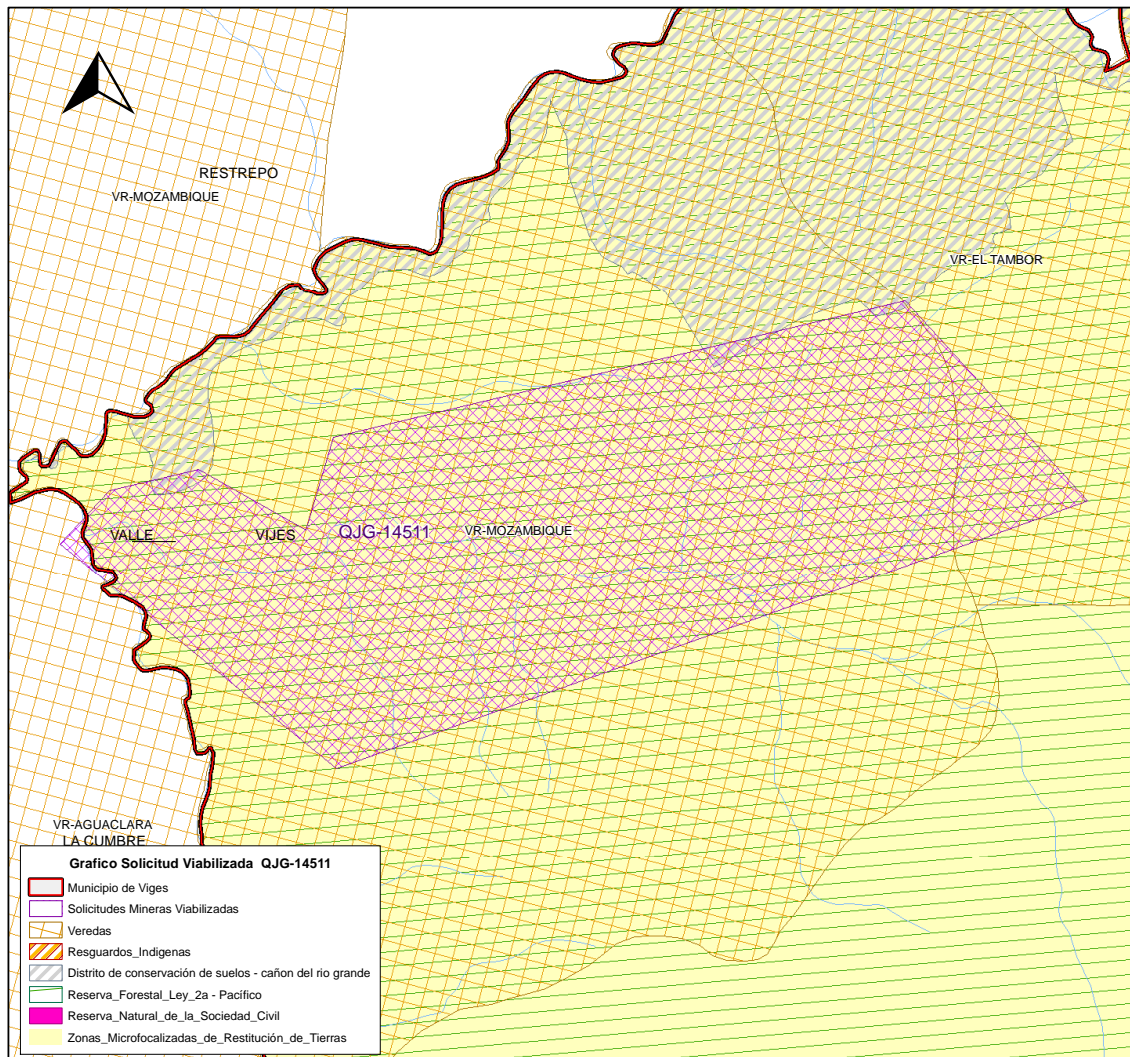 RESTREPO
VR-MOZAMBIQUE
VR-EL TAMBOR
VALLE
VIJES
QJG-14511
VR-MOZAMBIQUE
VR-AGUACLARA
LA CUMBRE
Grafico Solicitud Viabilizada QJG-14511
Municipio de Viges
Solicitudes Mineras Viabilizadas
Veredas
Resguardos_Indigenas
Distrito de conservación de suelos - cañon del rio grande
Reserva_Forestal_Ley_2a - Pacífico
Reserva_Natural_de_la_Sociedad_Civil
Zonas_Microfocalizadas_de_Restitución_de_Tierras